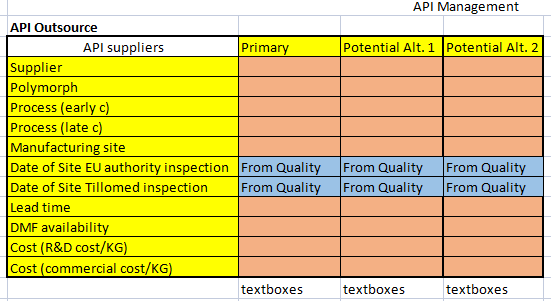 API Management
API Outsource
API suppliers Primary Potential Alt. 1 Potential Alt. 2
Supplier
Polymorph
Process (early c)
Process (late c)
Manufacturing site
Date of Site EU authority inspection From Quality From Quality From Quality
Date of Site Tillomed inspection From Quality From Quality From Quality
Lead time
DMF availability
Cost (R&D cost/KG)
Cost (commercial cost/KG)
textboxes textboxes textboxes